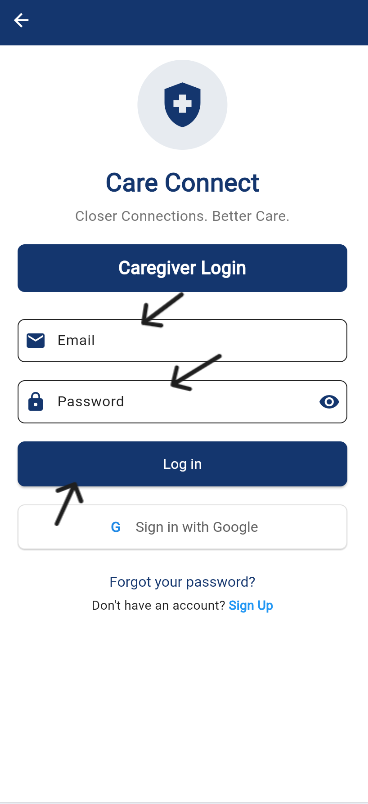 Care Connect
Closer Connections. Better Care.
Caregiver Login
Email
Password
Log in
G Sign in with Google
Forgot your password?
Don't have an account? Sign Up